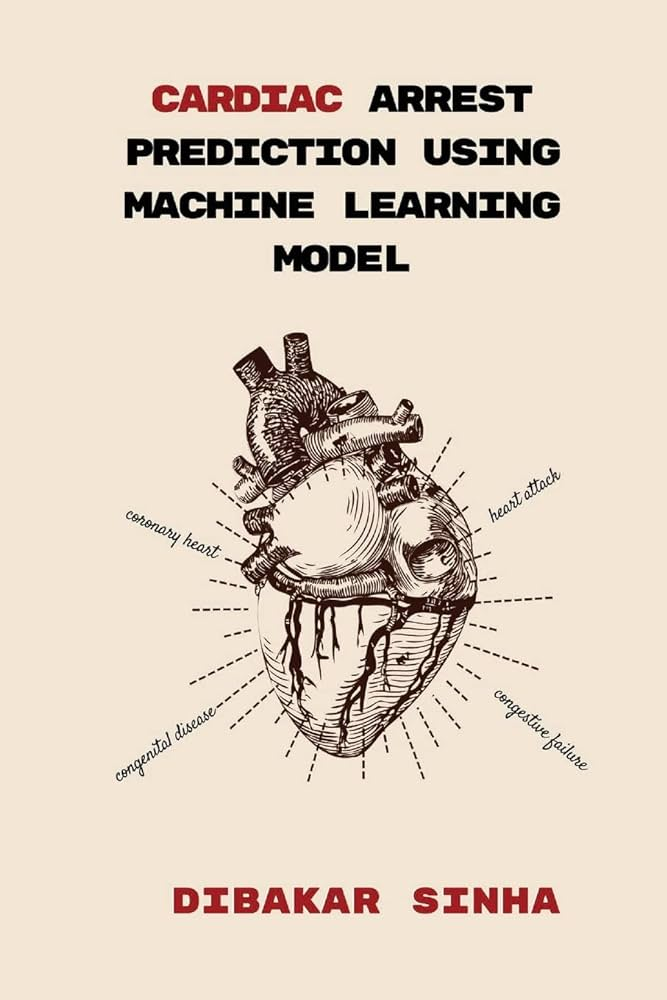 CARDIAC ARREST
PREDICTION USING
MACHINE LEARNING
MODEL
coronary heart
heart attack
congenital disease
congestive failure
DIBAKAR SINHA